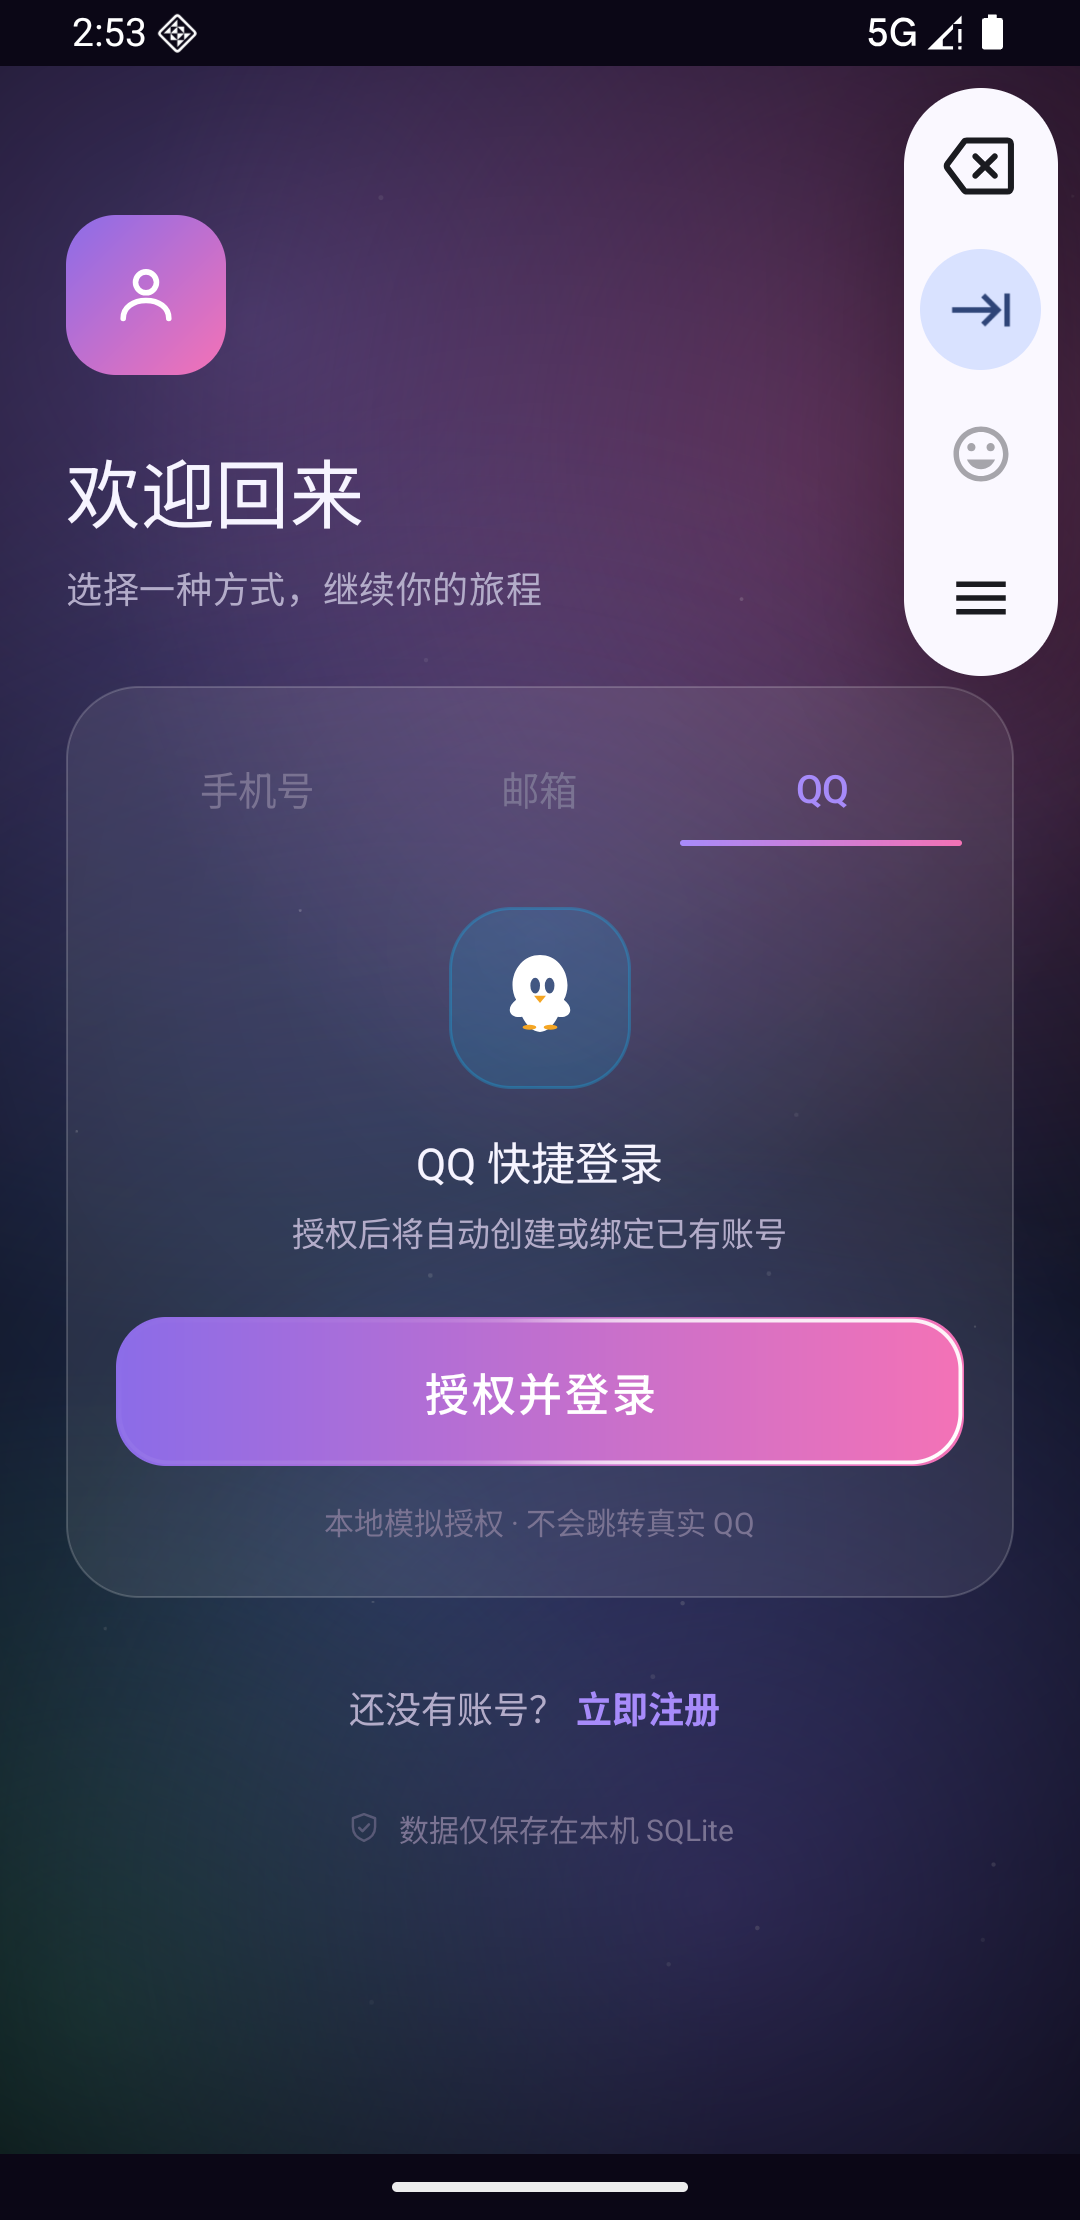 2:53
5G
欢迎回来
选择一种方式，继续你的旅程
手机号
邮箱
QQ
QQ 快捷登录
授权后将自动创建或绑定已有账号
授权并登录
本地模拟授权 · 不会跳转真实 QQ
还没有账号？ 立即注册
数据仅保存在本机 SQLite